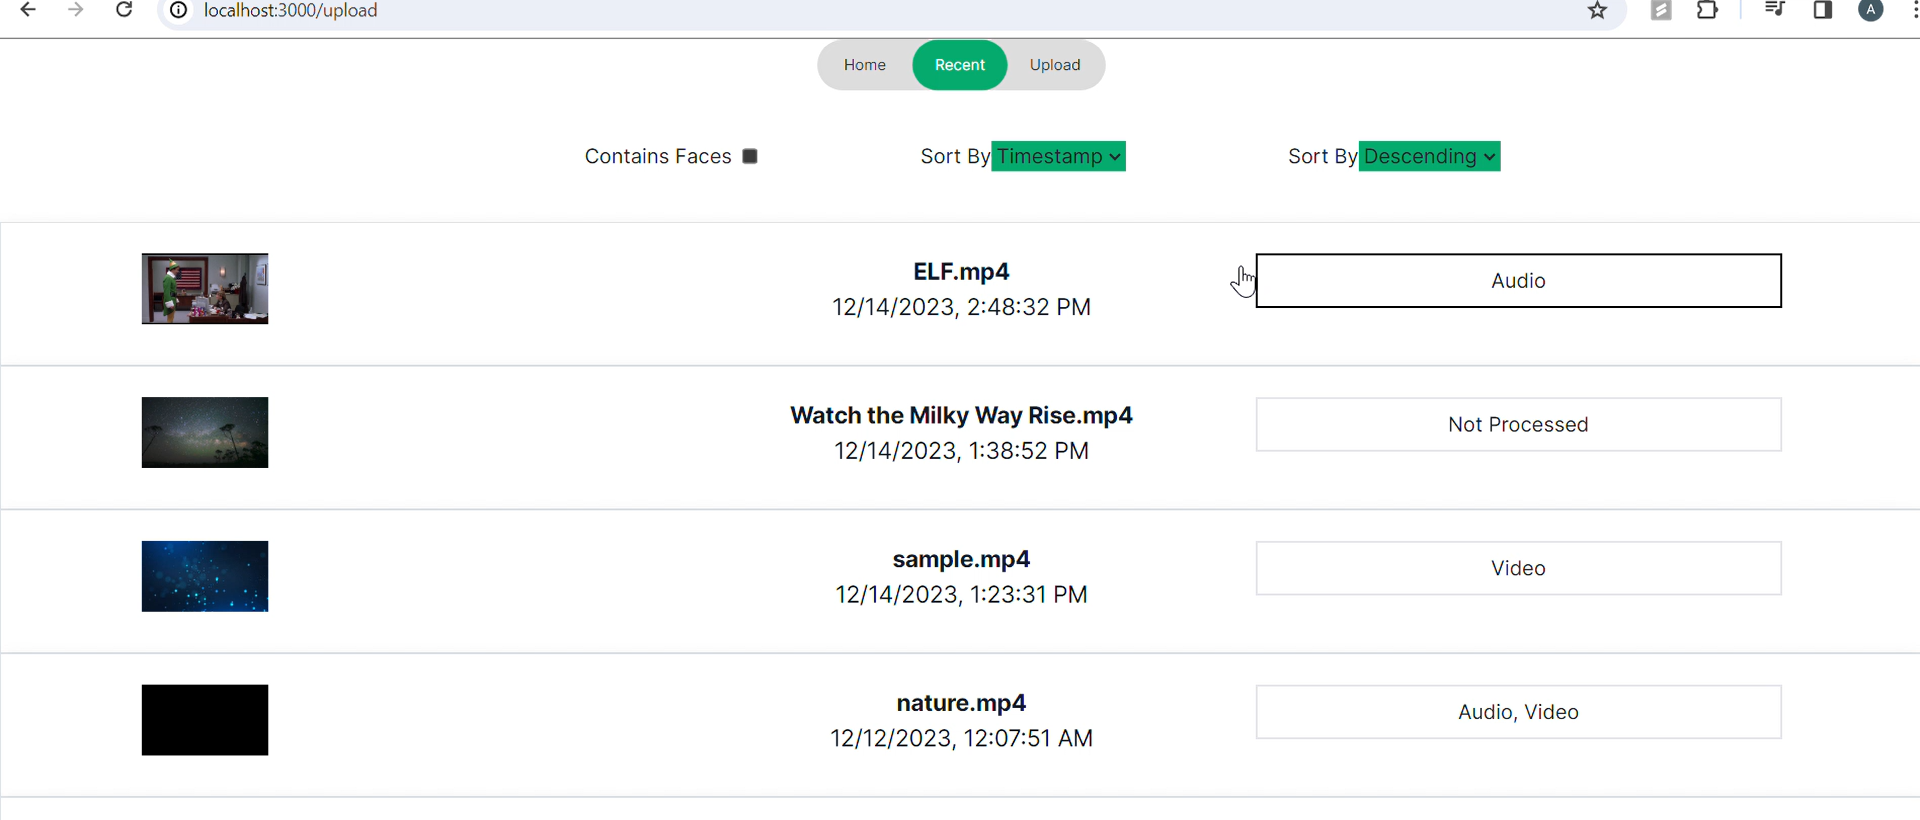 localhost:3000/upload
A
Home Recent Upload
Contains Faces Sort By Timestamp Sort By Descending
ELF.mp4
12/14/2023, 2:48:32 PM
Audio
Watch the Milky Way Rise.mp4
12/14/2023, 1:38:52 PM
Not Processed
sample.mp4
12/14/2023, 1:23:31 PM
Video
nature.mp4
12/12/2023, 12:07:51 AM
Audio, Video